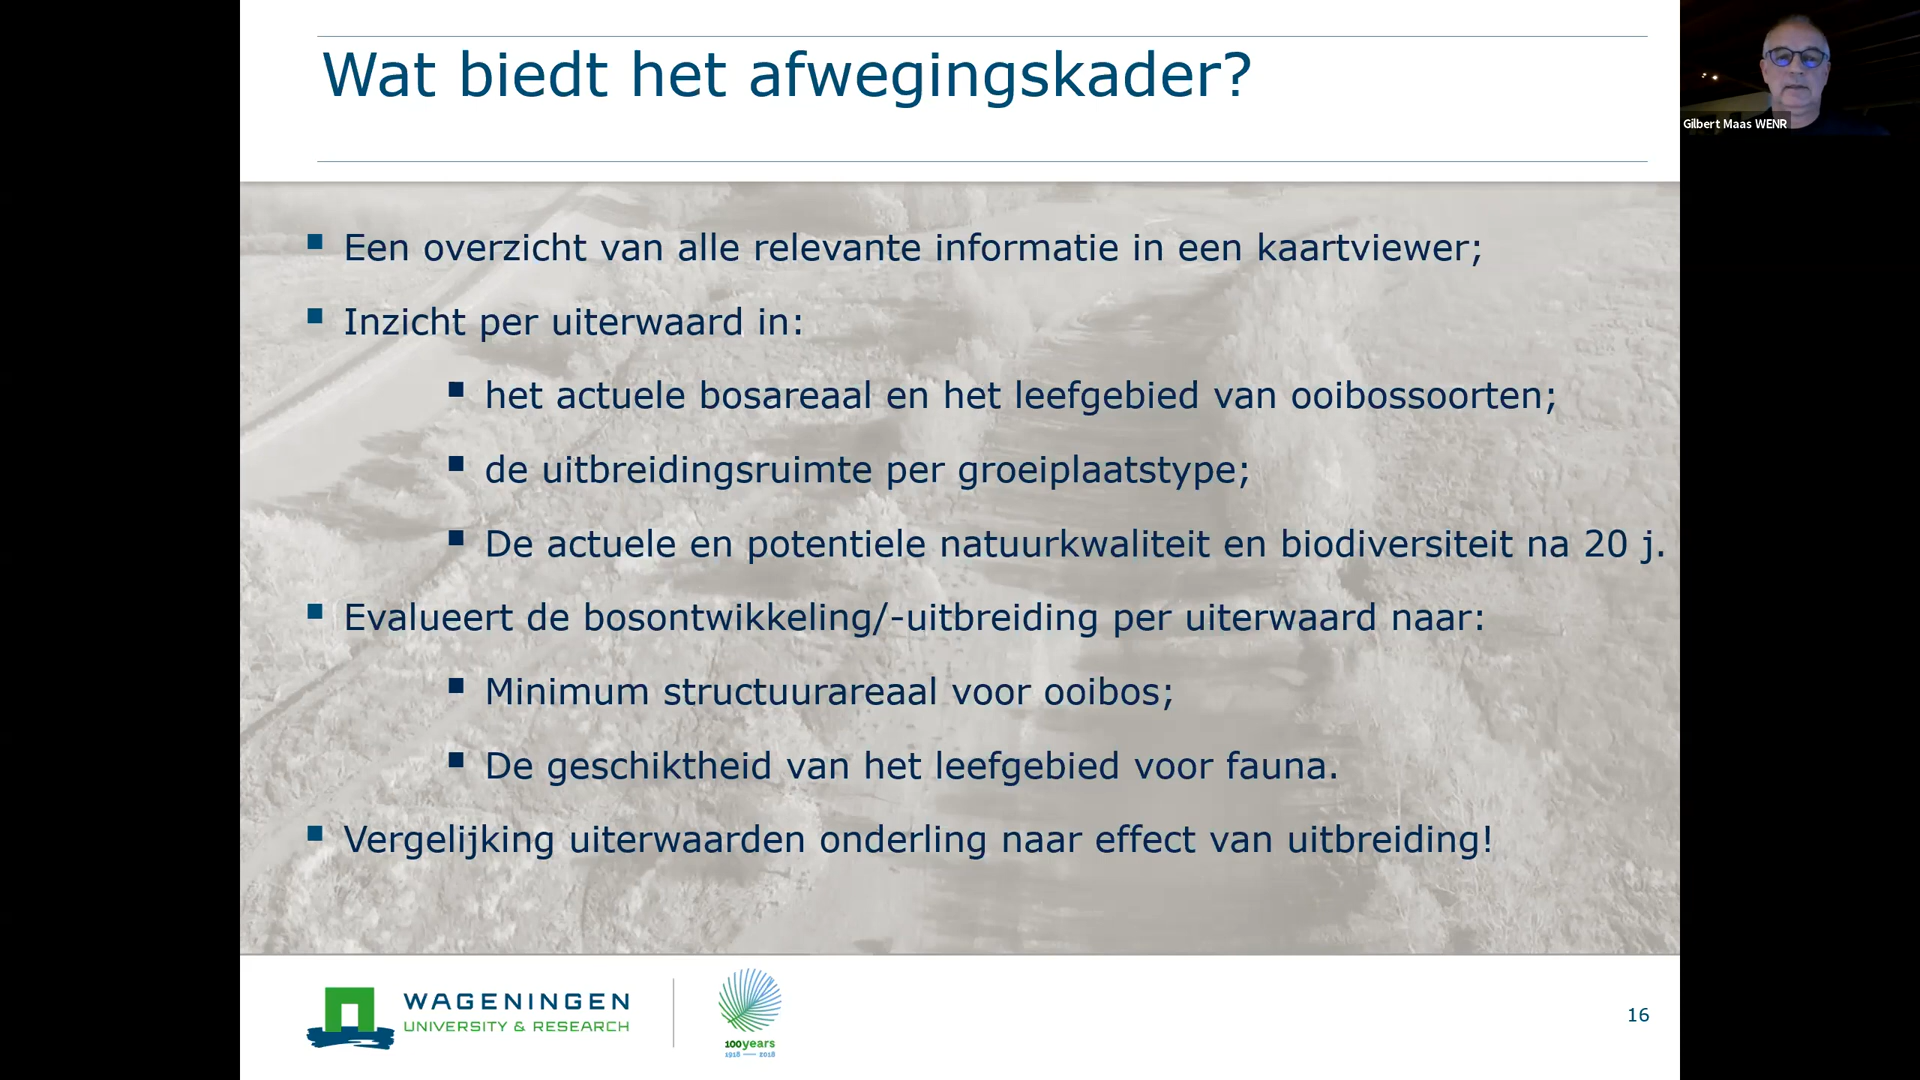 Wat biedt het afwegingskader?
Gilbert Maas WENR
Een overzicht van alle relevante informatie in een kaartviewer;
Inzicht per uiterwaard in:
het actuele bosareaal en het leefgebied van ooibossoorten;
de uitbreidingsruimte per groeiplaatstype;
De actuele en potentiele natuurkwaliteit en biodiversiteit na 20 j.
Evalueert de bosontwikkeling/-uitbreiding per uiterwaard naar:
Minimum structuurareaal voor ooibos;
De geschiktheid van het leefgebied voor fauna.
Vergelijking uiterwaarden onderling naar effect van uitbreiding!
WAGENINGEN
UNIVERSITY & RESEARCH
100years
1918 — 2018
16